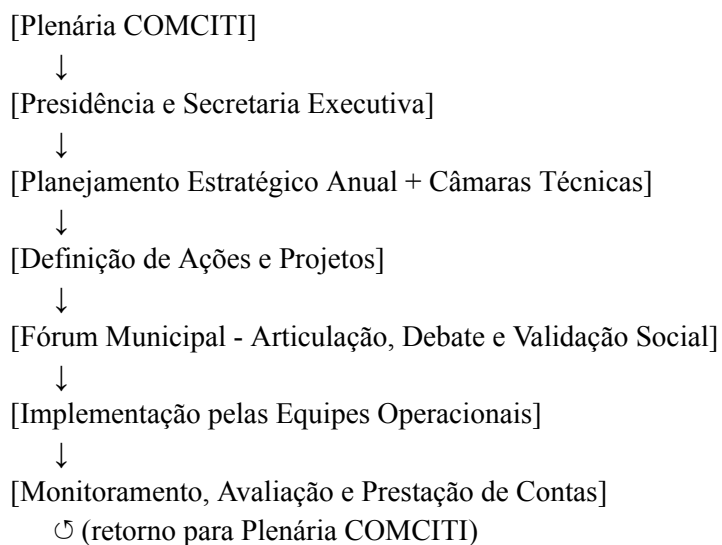 [Plenária COMCITI]
↓
[Presidência e Secretaria Executiva]
↓
[Planejamento Estratégico Anual + Câmaras Técnicas]
↓
[Definição de Ações e Projetos]
↓
[Fórum Municipal - Articulação, Debate e Validação Social]
↓
[Implementação pelas Equipes Operacionais]
↓
[Monitoramento, Avaliação e Prestação de Contas]
↺ (retorno para Plenária COMCITI)